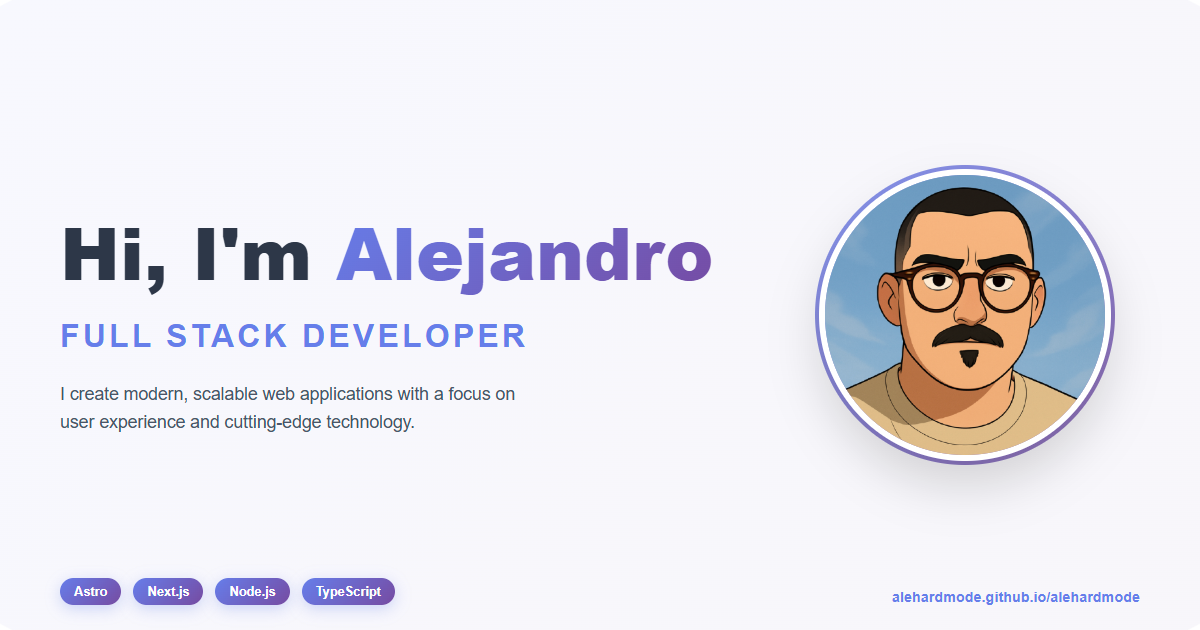 Hi, I'm Alejandro
FULL STACK DEVELOPER
I create modern, scalable web applications with a focus on
user experience and cutting-edge technology.
Astro Next.js Node.js TypeScript
alehardmode.github.io/alehardmode